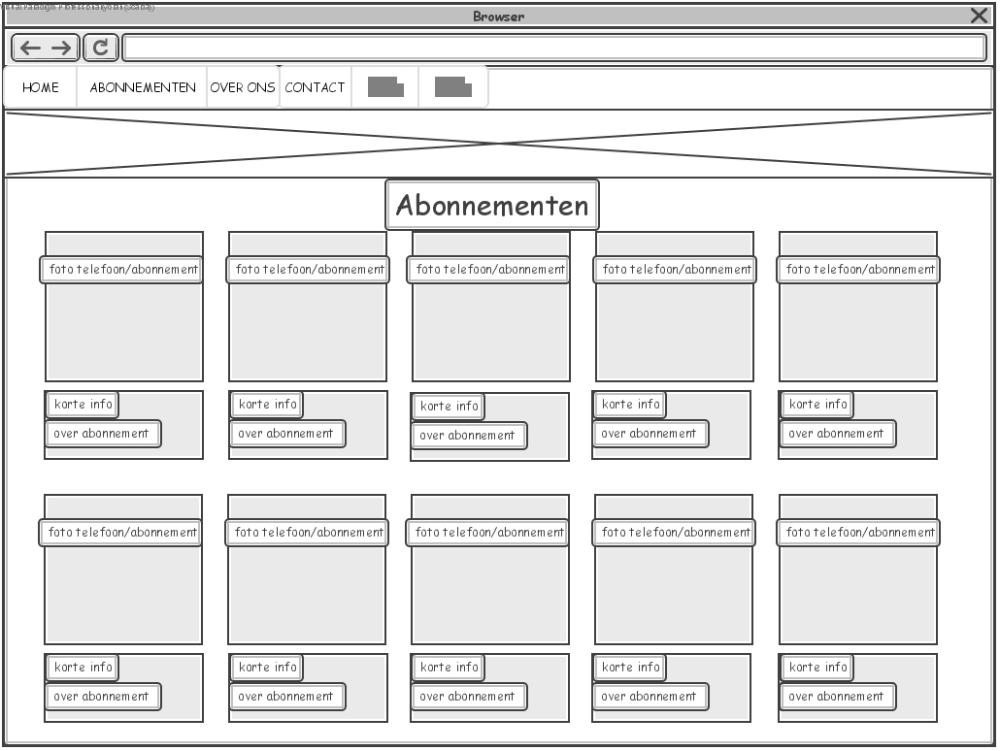 Browser
HOME ABONNEMENTEN OVER ONS CONTACT
Abonnementen
foto telefoon/abonnement foto telefoon/abonnement foto telefoon/abonnement foto telefoon/abonnement foto telefoon/abonnement
korte info korte info korte info korte info korte info
over abonnement over abonnement over abonnement over abonnement over abonnement
foto telefoon/abonnement foto telefoon/abonnement foto telefoon/abonnement foto telefoon/abonnement foto telefoon/abonnement
korte info korte info korte info korte info korte info
over abonnement over abonnement over abonnement over abonnement over abonnement